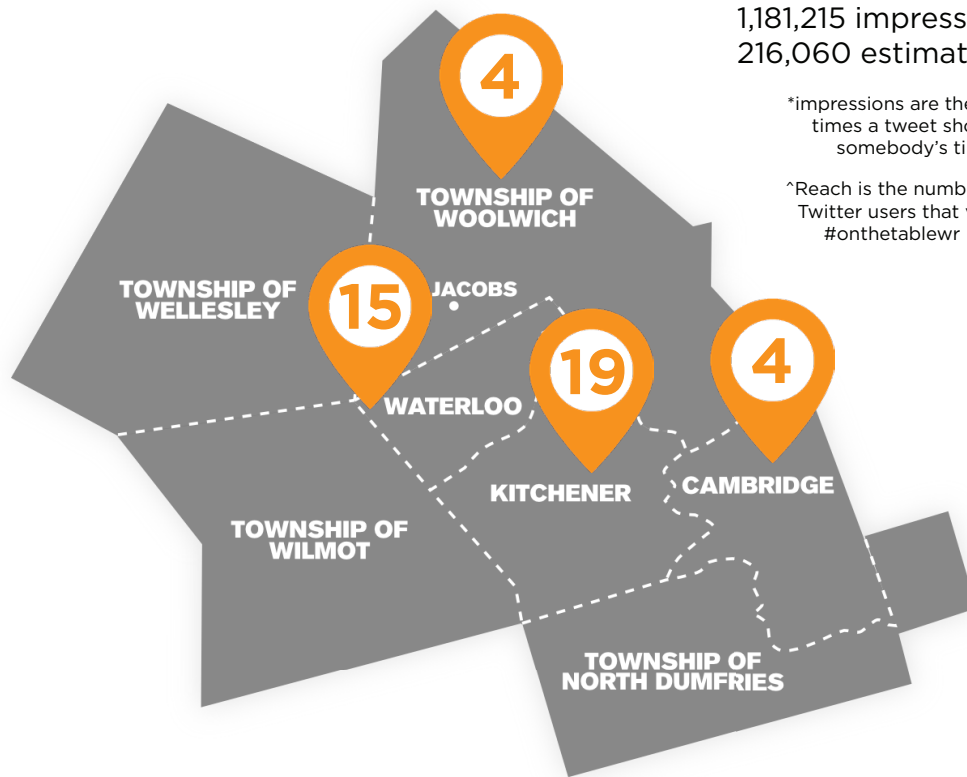 1,181,215 impress
216,060 estimat
*impressions are the
times a tweet sho
somebody's ti
^Reach is the numb
Twitter users that
#onthetablewr
4
TOWNSHIP OF
WOOLWICH
TOWNSHIP OF
WELLESLEY
15
JACOBS
19
4
WATERLOO
KITCHENER
CAMBRIDGE
TOWNSHIP OF
WILMOT
TOWNSHIP OF
NORTH DUMFRIES